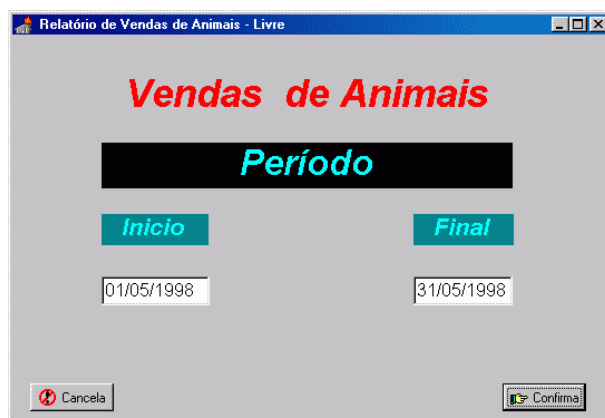 Relatório de Vendas de Animais - Livre
Vendas de Animais
Período
Inicio Final
01/05/1998 31/05/1998
Cancela Confirma